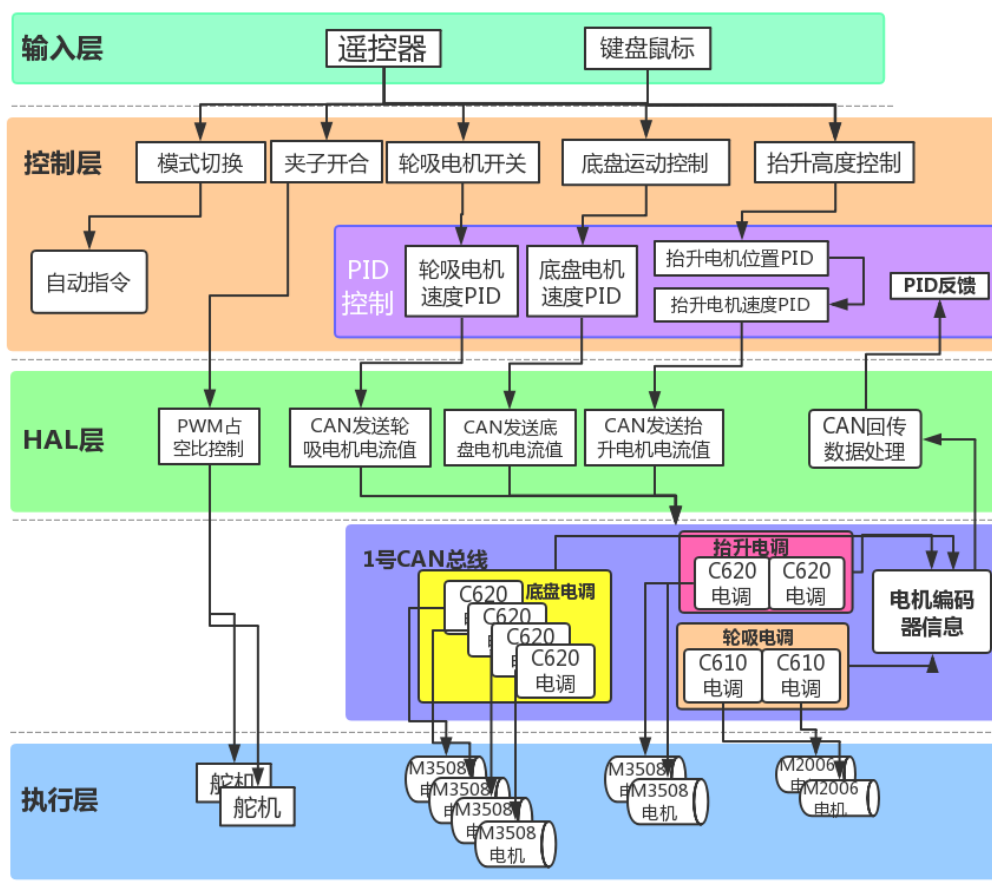 输入层
遥控器
键盘鼠标
控制层
模式切换
夹子开合
轮吸电机开关
底盘运动控制
抬升高度控制
自动指令
PID
控制
轮吸电机
速度PID
底盘电机
速度PID
抬升电机位置PID
抬升电机速度PID
PID反馈
HAL层
PWM占
空比控制
CAN发送轮
吸电机电流值
CAN发送底
盘电机电流值
CAN发送抬
升电机电流值
CAN回传
数据处理
1号CAN总线
底盘电调
C620
C620
C620
C620
电调
抬升电调
C620
电调
C620
电调
轮吸电调
C610
电调
C610
电调
电机编码
器信息
执行层
舵机
舵机
M3508
M3508
M3508
M3508
电机
M3508
M3508
电机
M2006
M2006
电机